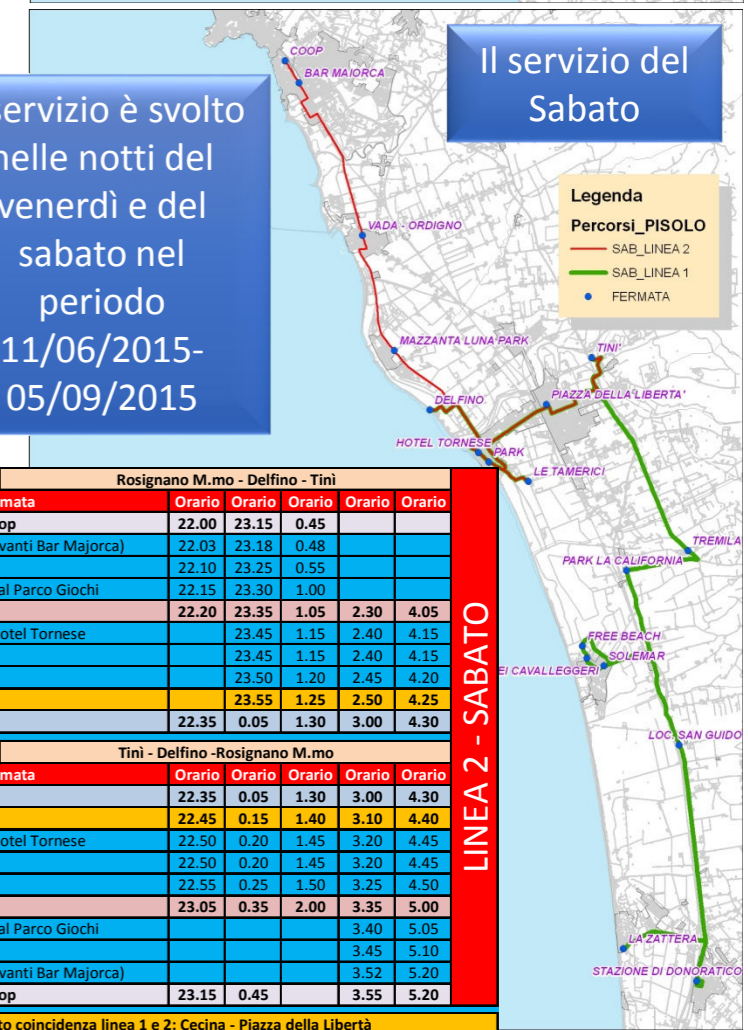 Il servizio del
Sabato
servizio è svolto
nelle notti del
venerdì e del
sabato nel
periodo
11/06/2015-
05/09/2015
Legenda
Percorsi_PISOLO
SAB_LINEA 2
SAB_LINEA 1
FERMATA
COOP
BAR MAIORCA
VADA - ORDIGNO
MAZZANTA LUNA PARK
TINI'
DELFINO
PIAZZA DELLA LIBERTA'
HOTEL TORNESE
PARK
LE TAMERICI
TREMILA
PARK LA CALIFORNIA
FREE BEACH
SOLEMAR
EI CAVALLEGGERI
LOC. SAN GUIDO
LA ZATTERA
STAZIONE DI DONORATICO
Rosignano M.mo - Delfino - Tinì
mata Orario Orario Orario Orario Orario
op 22.00 23.15 0.45
vanti Bar Majorca) 22.03 23.18 0.48
22.10 23.25 0.55
al Parco Giochi 22.15 23.30 1.00
22.20 23.35 1.05 2.30 4.05
otel Tornese 23.45 1.15 2.40 4.15
23.45 1.15 2.40 4.15
23.50 1.20 2.45 4.20
23.55 1.25 2.50 4.25
22.35 0.05 1.30 3.00 4.30
Tinì - Delfino -Rosignano M.mo
mata Orario Orario Orario Orario Orario
22.35 0.05 1.30 3.00 4.30
22.45 0.15 1.40 3.10 4.40
otel Tornese 22.50 0.20 1.45 3.20 4.45
22.50 0.20 1.45 3.20 4.45
22.55 0.25 1.50 3.25 4.50
23.05 0.35 2.00 3.35 5.00
al Parco Giochi 3.40 5.05
3.45 5.10
vanti Bar Majorca) 3.52 5.20
op 23.15 0.45 3.55 5.20
to coincidenza linea 1 e 2: Cecina - Piazza della Libertà
LINEA 2 - SABATO